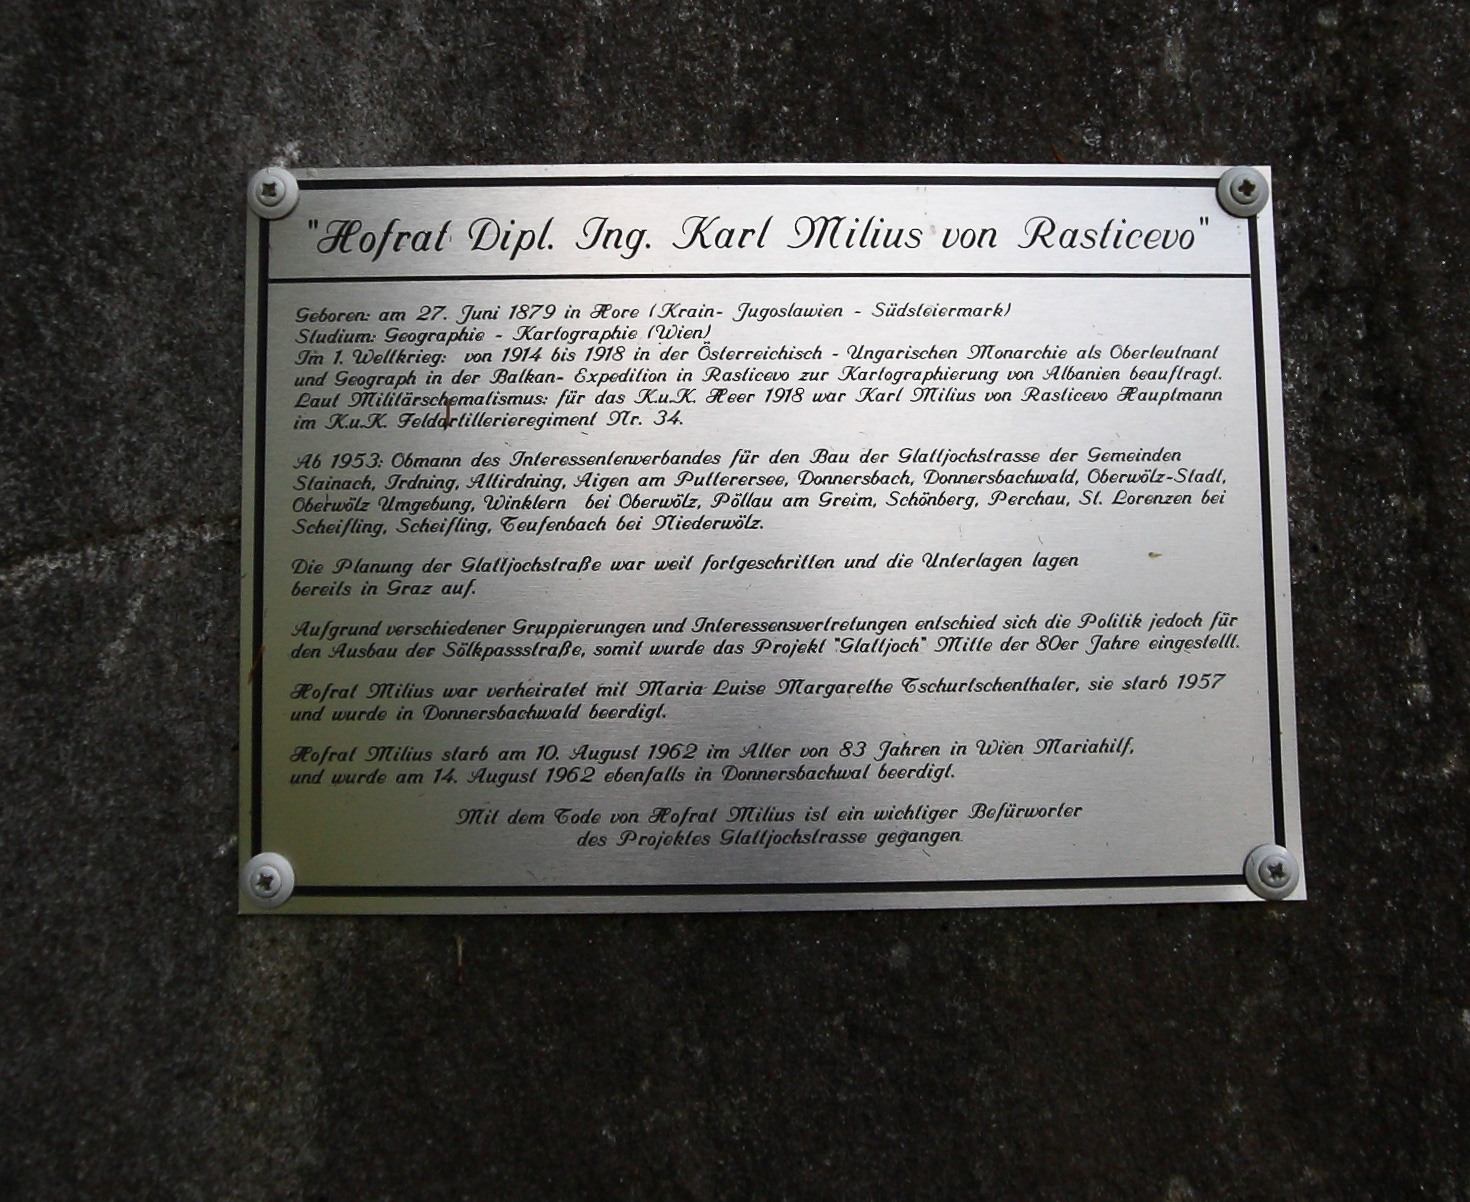 "Hofrat Dipl. Ing. Karl Milius von Rasticevo"
Geboren: am 27. Juni 1879 in Hore (Krain- Jugoslawien - Südsteiermark)
Studium: Geographie - Kartographie (Wien)
Im 1. Weltkrieg: von 1914 bis 1918 in der Österreichisch - Ungarischen Monarchie als Oberleutnant
und Geograph in der Balkan- Expedition in Rasticevo zur Kartographierung von Albanien beauftragt.
Laut Militärschematismus: für das K.u.K. Heer 1918 war Karl Milius von Rasticevo Hauptmann
im K.u.K. Feldartillerieregiment Nr. 34.
Ab 1953: Obmann des Interessentenverbandes für den Bau der Glattjochstrasse der Gemeinden
Stainach, Irdning, Altirdning, Aigen am Putterersee, Donnersbach, Donnersbachwald, Oberwölz-Stadt,
Oberwölz Umgebung, Winklern bei Oberwölz, Pöllau am Greim, Schönberg, Perchau, St. Lorenzen bei
Scheifling, Scheifling, Teufenbach bei Niederwölz.
Die Planung der Glattjochstraße war weit fortgeschritten und die Unterlagen lagen
bereits in Graz auf.
Aufgrund verschiedener Gruppierungen und Interessensvertretungen entschied sich die Politik jedoch für
den Ausbau der Sölkpassstraße, somit wurde das Projekt "Glattjoch" Mitte der 80er Jahre eingestellt.
Hofrat Milius war verheiratet mit Maria Luise Margarethe Tschurtschenthaler, sie starb 1957
und wurde in Donnersbachwald beerdigt.
Hofrat Milius starb am 10. August 1962 im Alter von 83 Jahren in Wien Mariahilf,
und wurde am 14. August 1962 ebenfalls in Donnersbachwal beerdigt.
Mit dem Tode von Hofrat Milius ist ein wichtiger Befürworter
des Projektes Glattjochstrasse gegangen.